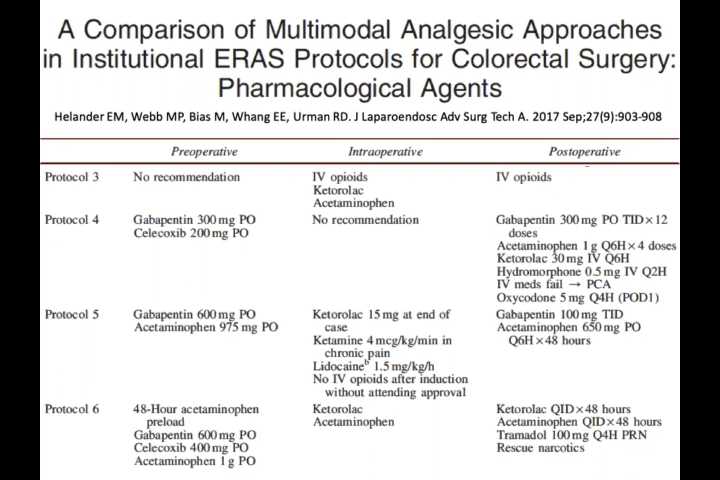 A Comparison of Multimodal Analgesic Approaches
in Institutional ERAS Protocols for Colorectal Surgery:
Pharmacological Agents
Helander EM, Webb MP, Bias M, Whang EE, Urman RD. J Laparoendosc Adv Surg Tech A. 2017 Sep;27(9):903-908
Preoperative Intraoperative Postoperative
Protocol 3 No recommendation IV opioids IV opioids
Ketorolac
Acetaminophen
Protocol 4 Gabapentin 300 mg PO No recommendation Gabapentin 300 mg PO TID × 12
Celecoxib 200 mg PO doses
Acetaminophen 1 g Q6H × 4 doses
Ketorolac 30 mg IV Q6H
Hydromorphone 0.5 mg IV Q2H
IV meds fail → PCA
Oxycodone 5 mg Q4H (POD1)
Protocol 5 Gabapentin 600 mg PO Ketorolac 15 mg at end of Gabapentin 100 mg TID
Acetaminophen 975 mg PO case Acetaminophen 650 mg PO
Ketamine 4 mcg/kg/min in Q6H × 48 hours
chronic pain
Lidocaineᵇ 1.5 mg/kg/h
No IV opioids after induction
without attending approval
Protocol 6 48-Hour acetaminophen Ketorolac Ketorolac QID × 48 hours
preload Acetaminophen Acetaminophen QID × 48 hours
Gabapentin 600 mg PO Tramadol 100 mg Q4H PRN
Celecoxib 400 mg PO Rescue narcotics
Acetaminophen 1 g PO